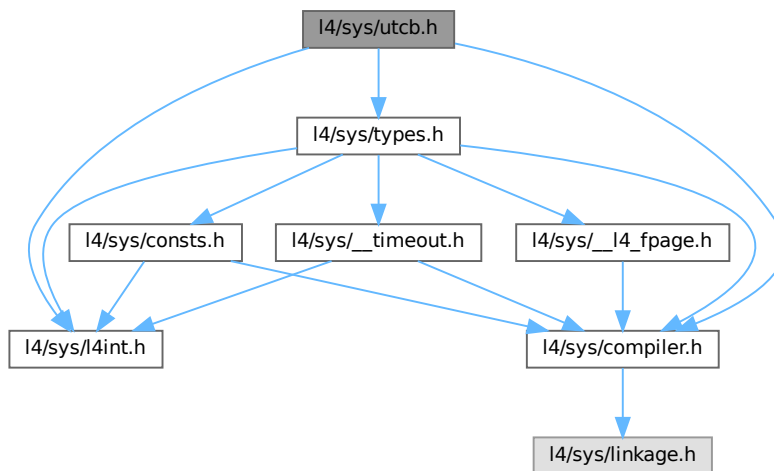 l4/sys/utcb.h
l4/sys/types.h
l4/sys/consts.h
l4/sys/__timeout.h
l4/sys/__l4_fpage.h
l4/sys/l4int.h
l4/sys/compiler.h
l4/sys/linkage.h